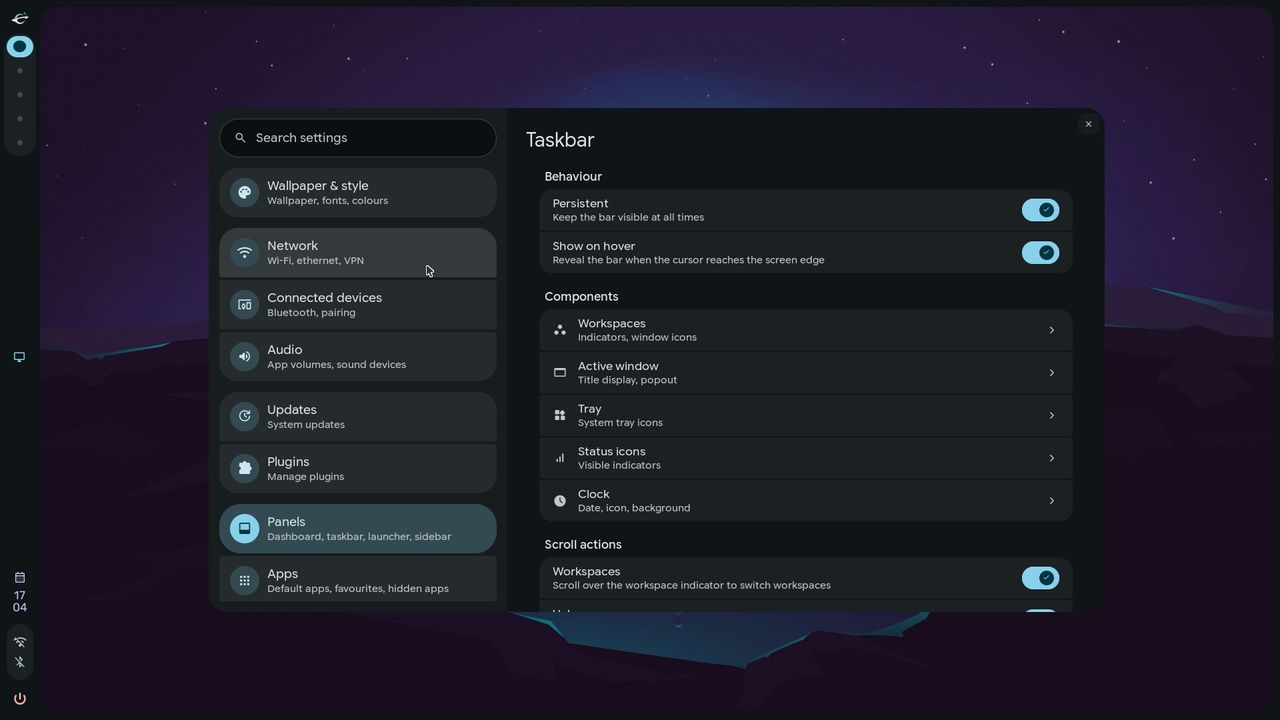 Search settings
Wallpaper & style
Wallpaper, fonts, colours
Network
Wi-Fi, ethernet, VPN
Connected devices
Bluetooth, pairing
Audio
App volumes, sound devices
Updates
System updates
Plugins
Manage plugins
Panels
Dashboard, taskbar, launcher, sidebar
Apps
Default apps, favourites, hidden apps
Taskbar
Behaviour
Persistent
Keep the bar visible at all times
Show on hover
Reveal the bar when the cursor reaches the screen edge
Components
Workspaces
Indicators, window icons
Active window
Title display, popout
Tray
System tray icons
Status icons
Visible indicators
Clock
Date, icon, background
Scroll actions
Workspaces
Scroll over the workspace indicator to switch workspaces
17
04